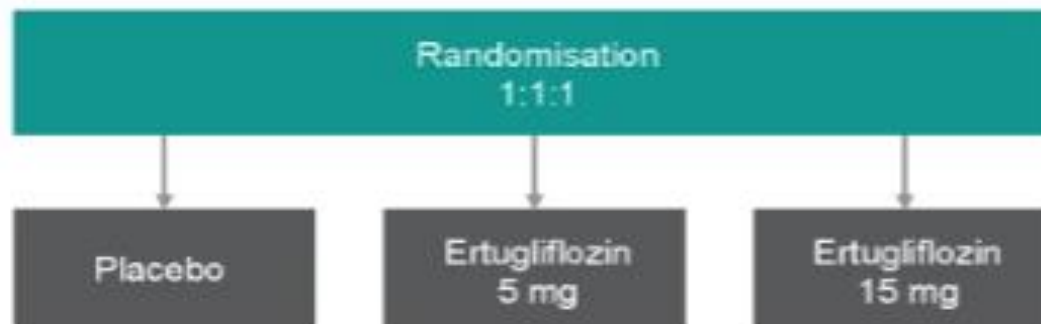 Randomisation
1:1:1
Placebo
Ertugliflozin
5 mg
Ertugliflozin
15 mg